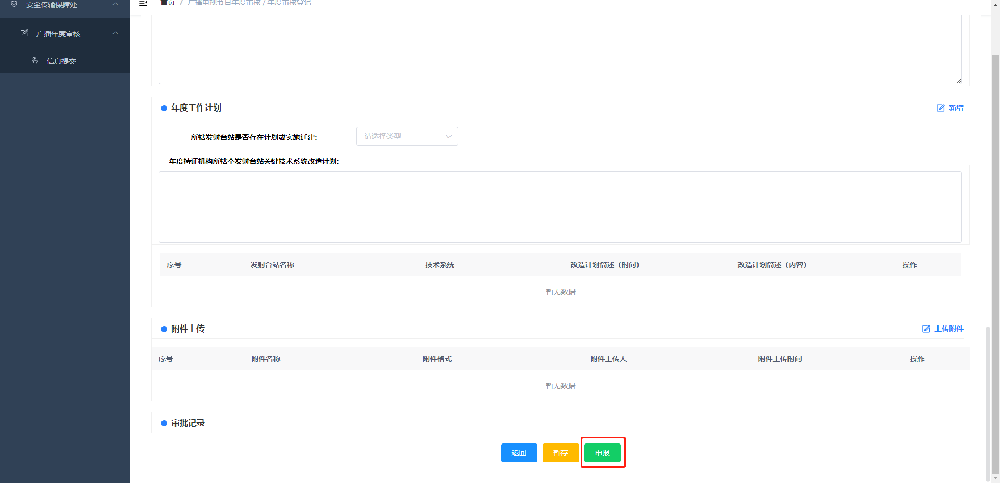 安全传输保障处
首页 / 广播电视节目年度审核 / 年度审核登记
广播年度审核
信息提交
年度工作计划
新增
所辖发射台站是否存在计划或实施迁建:
请选择类型
年度持证机构所辖个发射台站关键技术系统改造计划:
序号 发射台站名称 技术系统 改造计划简述（时间） 改造计划简述（内容） 操作
暂无数据
附件上传
上传附件
序号 附件名称 附件格式 附件上传人 附件上传时间 操作
暂无数据
审批记录
返回 暂存 申报